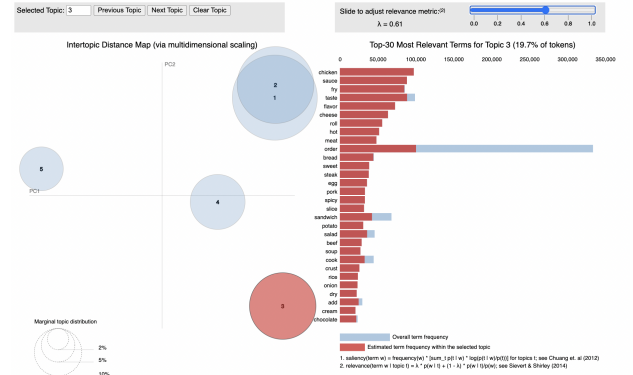 Selected Topic: 3 Previous Topic Next Topic Clear Topic
Slide to adjust relevance metric:(2)
λ = 0.61
0.0 0.2 0.4 0.6 0.8 1.0
Intertopic Distance Map (via multidimensional scaling)
PC2
PC1
2
1
5
4
3
Marginal topic distribution
2%
5%
10%
Top-30 Most Relevant Terms for Topic 3 (19.7% of tokens)
0 50,000 100,000 150,000 200,000 250,000 300,000 350,000
chicken
sauce
fry
taste
flavor
cheese
roll
hot
meat
order
bread
sweet
steak
egg
pork
spicy
slice
sandwich
potato
salad
beef
soup
cook
crust
rice
onion
dry
add
cream
chocolate
Overall term frequency
Estimated term frequency within the selected topic
1. saliency(term w) = frequency(w) * [sum_t p(t | w) * log(p(t | w)/p(t))] for topics t; see Chuang et. al (2012)
2. relevance(term w | topic t) = λ * p(w | t) + (1 - λ) * p(w | t)/p(w); see Sievert & Shirley (2014)